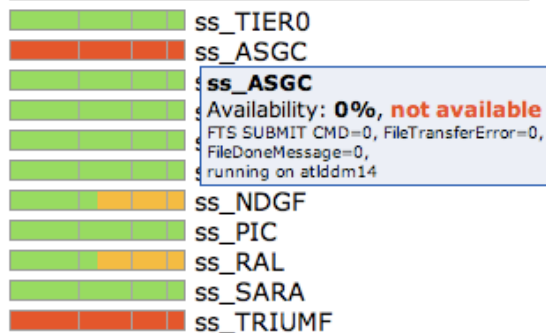 ss_TIER0
ss_ASGC
ss_ASGC
Availability: 0%, not available
FTS SUBMIT CMD=0, FileTransferError=0,
FileDoneMessage=0,
running on atlddm14
ss_NDGF
ss_PIC
ss_RAL
ss_SARA
ss_TRIUMF